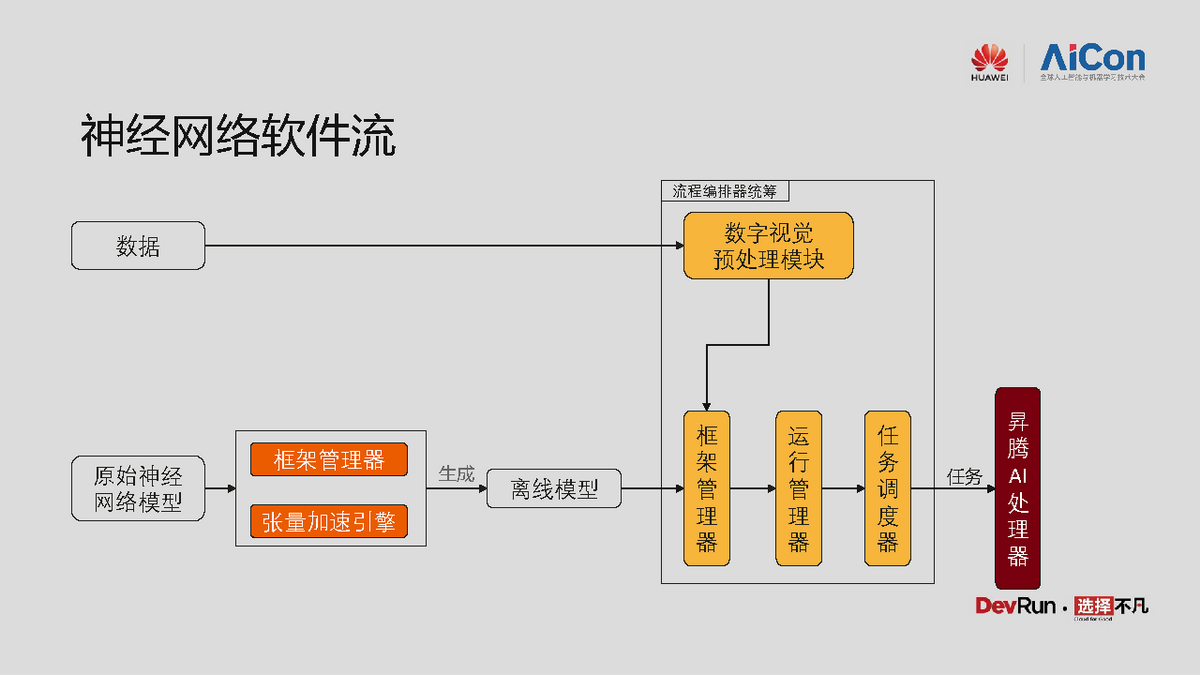 HUAWEI
AiCon
全球人工智能与机器学习技术大会
神经网络软件流
流程编排器统筹
数据
数字视觉
预处理模块
原始神经
网络模型
框架管理器
张量加速引擎
生成
离线模型
框架管理器
运行管理器
任务调度器
任务
昇腾AI处理器
DevRun · 选择不凡
Cloud for Good